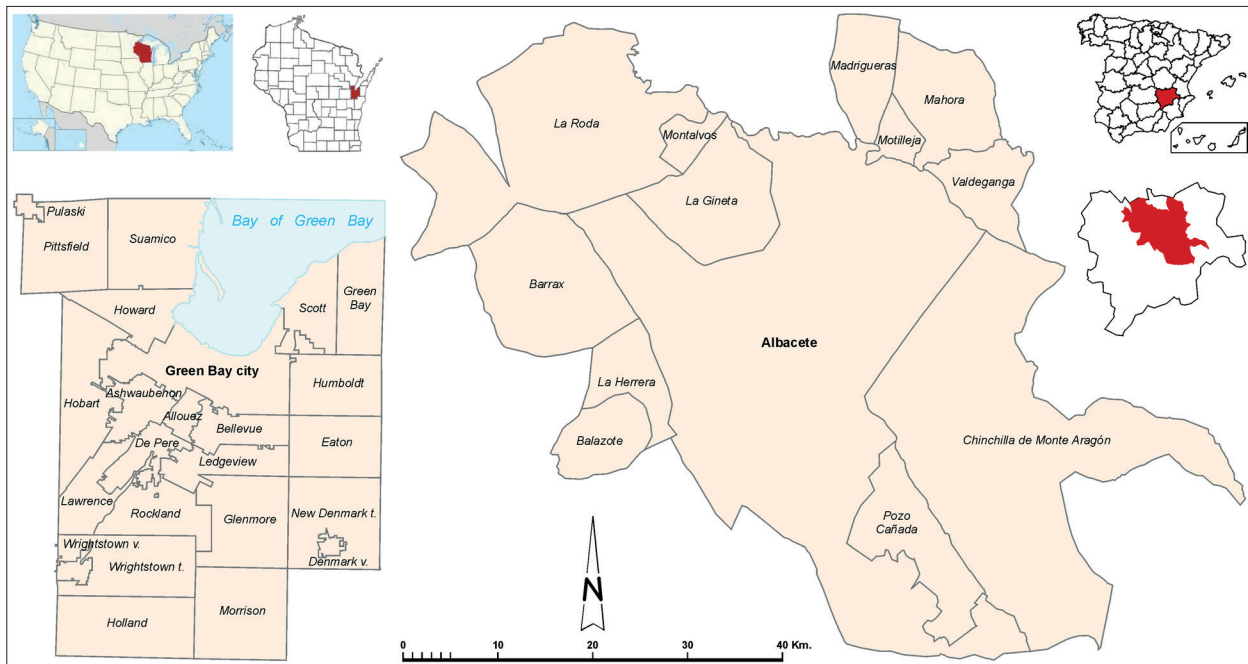 Pulaski
Pittsfield
Suamico
Bay of Green Bay
Howard
Scott
Green
Bay
Green Bay city
Humboldt
Ashwaubenon
Hobart
Allouez
Bellevue
De Pere
Eaton
Ledgeview
Lawrence
Rockland
Glenmore
New Denmark t.
Wrightstown v.
Denmark v.
Wrightstown t.
Morrison
Holland
Madrigueras
Mahora
La Roda
Montalvos
Motilleja
Valdeganga
La Gineta
Barrax
Albacete
La Herrera
Balazote
Chinchilla de Monte Aragón
Pozo
Cañada
N
0 10 20 30 40 Km.